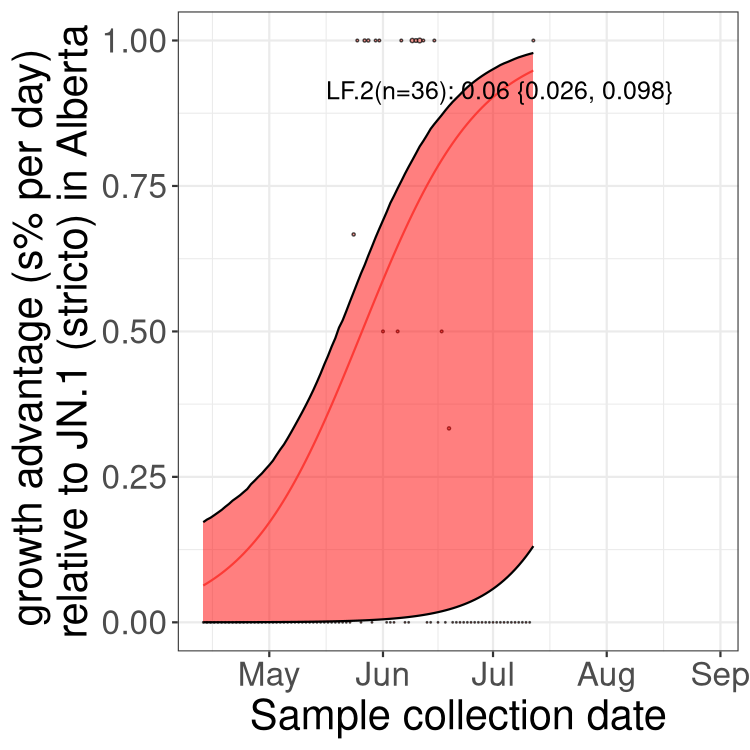 growth advantage (s% per day)
relative to JN.1 (stricto) in Alberta
1.00
0.75
0.50
0.25
0.00
LF.2(n=36): 0.06 {0.026, 0.098}
May Jun Jul Aug Sep
Sample collection date